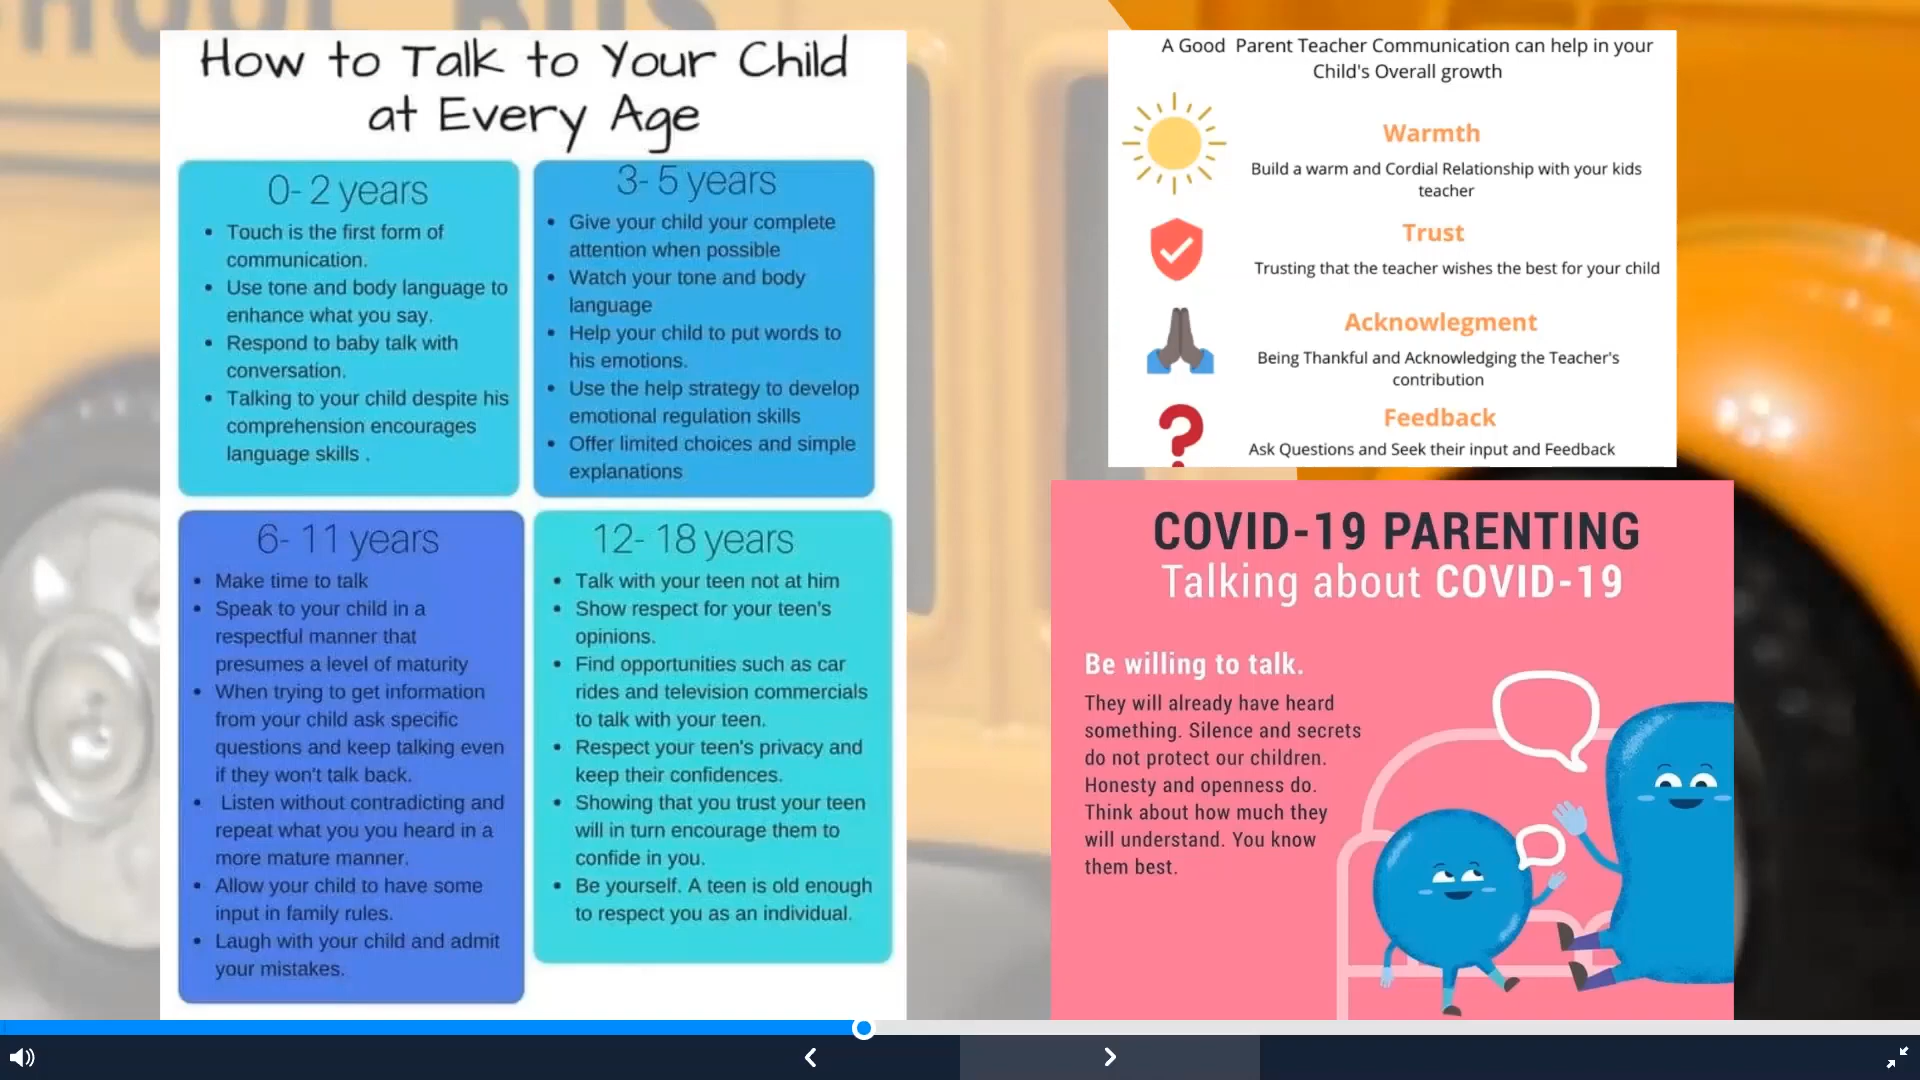 How to Talk to Your Child
at Every Age
0- 2 years
• Touch is the first form of
communication.
• Use tone and body language to
enhance what you say.
• Respond to baby talk with
conversation.
• Talking to your child despite his
comprehension encourages
language skills .
3- 5 years
• Give your child your complete
attention when possible
• Watch your tone and body
language
• Help your child to put words to
his emotions.
• Use the help strategy to develop
emotional regulation skills
• Offer limited choices and simple
explanations
6- 11 years
• Make time to talk
• Speak to your child in a
respectful manner that
presumes a level of maturity
• When trying to get information
from your child ask specific
questions and keep talking even
if they won't talk back.
• Listen without contradicting and
repeat what you you heard in a
more mature manner.
• Allow your child to have some
input in family rules.
• Laugh with your child and admit
your mistakes.
12- 18 years
• Talk with your teen not at him
• Show respect for your teen's
opinions.
• Find opportunities such as car
rides and television commercials
to talk with your teen.
• Respect your teen's privacy and
keep their confidences.
• Showing that you trust your teen
will in turn encourage them to
confide in you.
• Be yourself. A teen is old enough
to respect you as an individual.
A Good Parent Teacher Communication can help in your
Child's Overall growth
Warmth
Build a warm and Cordial Relationship with your kids
teacher
Trust
Trusting that the teacher wishes the best for your child
Acknowlegment
Being Thankful and Acknowledging the Teacher's
contribution
Feedback
Ask Questions and Seek their input and Feedback
COVID-19 PARENTING
Talking about COVID-19
Be willing to talk.
They will already have heard
something. Silence and secrets
do not protect our children.
Honesty and openness do.
Think about how much they
will understand. You know
them best.